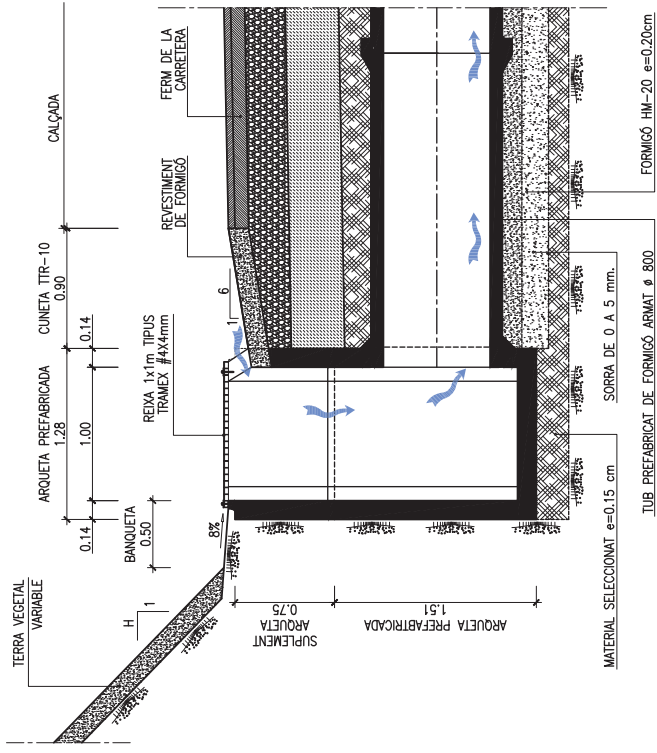 TERRA VEGETAL
VARIABLE
H
1
BANQUETA
0.50
8%
ARQUETA PREFABRICADA
1.28
0.14
1.00
0.14
CUNETA TTR-10
0.90
CALÇADA
REIXA 1x1m TIPUS
TRAMEX #4X4mm
1
6
REVESTIMENT
DE FORMIGÓ
FERM DE LA
CARRETERA
SUPLEMENT
ARQUETA
0.75
ARQUETA PREFABTRICADA
1.51
MATERIAL SELECCIONAT e=0.15 cm
SORRA DE 0 A 5 mm.
TUB PREFABRICAT DE FORMIGÓ ARMAT ø 800
FORMIGÓ HM-20 e=0.20cm